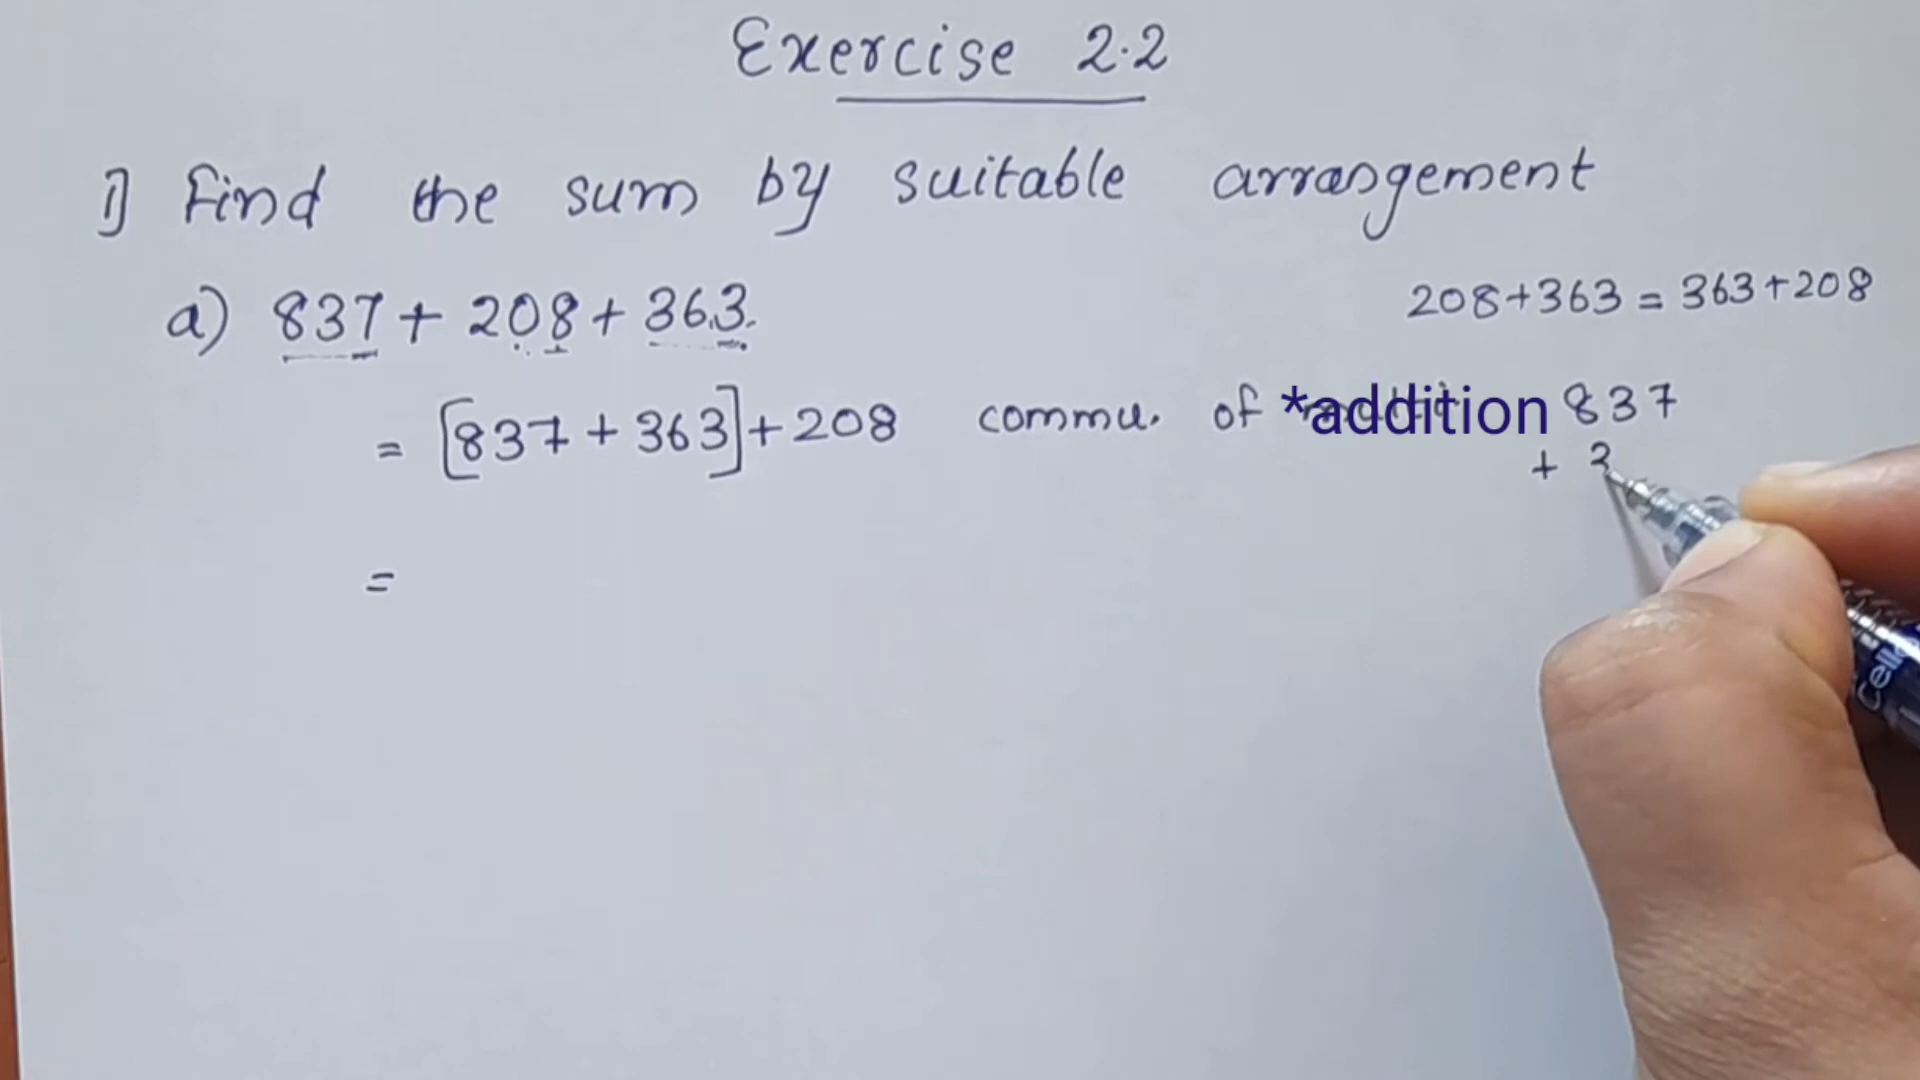 Exercise 2.2
1] Find the sum by suitable arrangement
a) 837 + 208 + 363.
208+363 = 363+208
= [837 + 363] + 208 commu. of *addition
837
+ 3
=
Cello